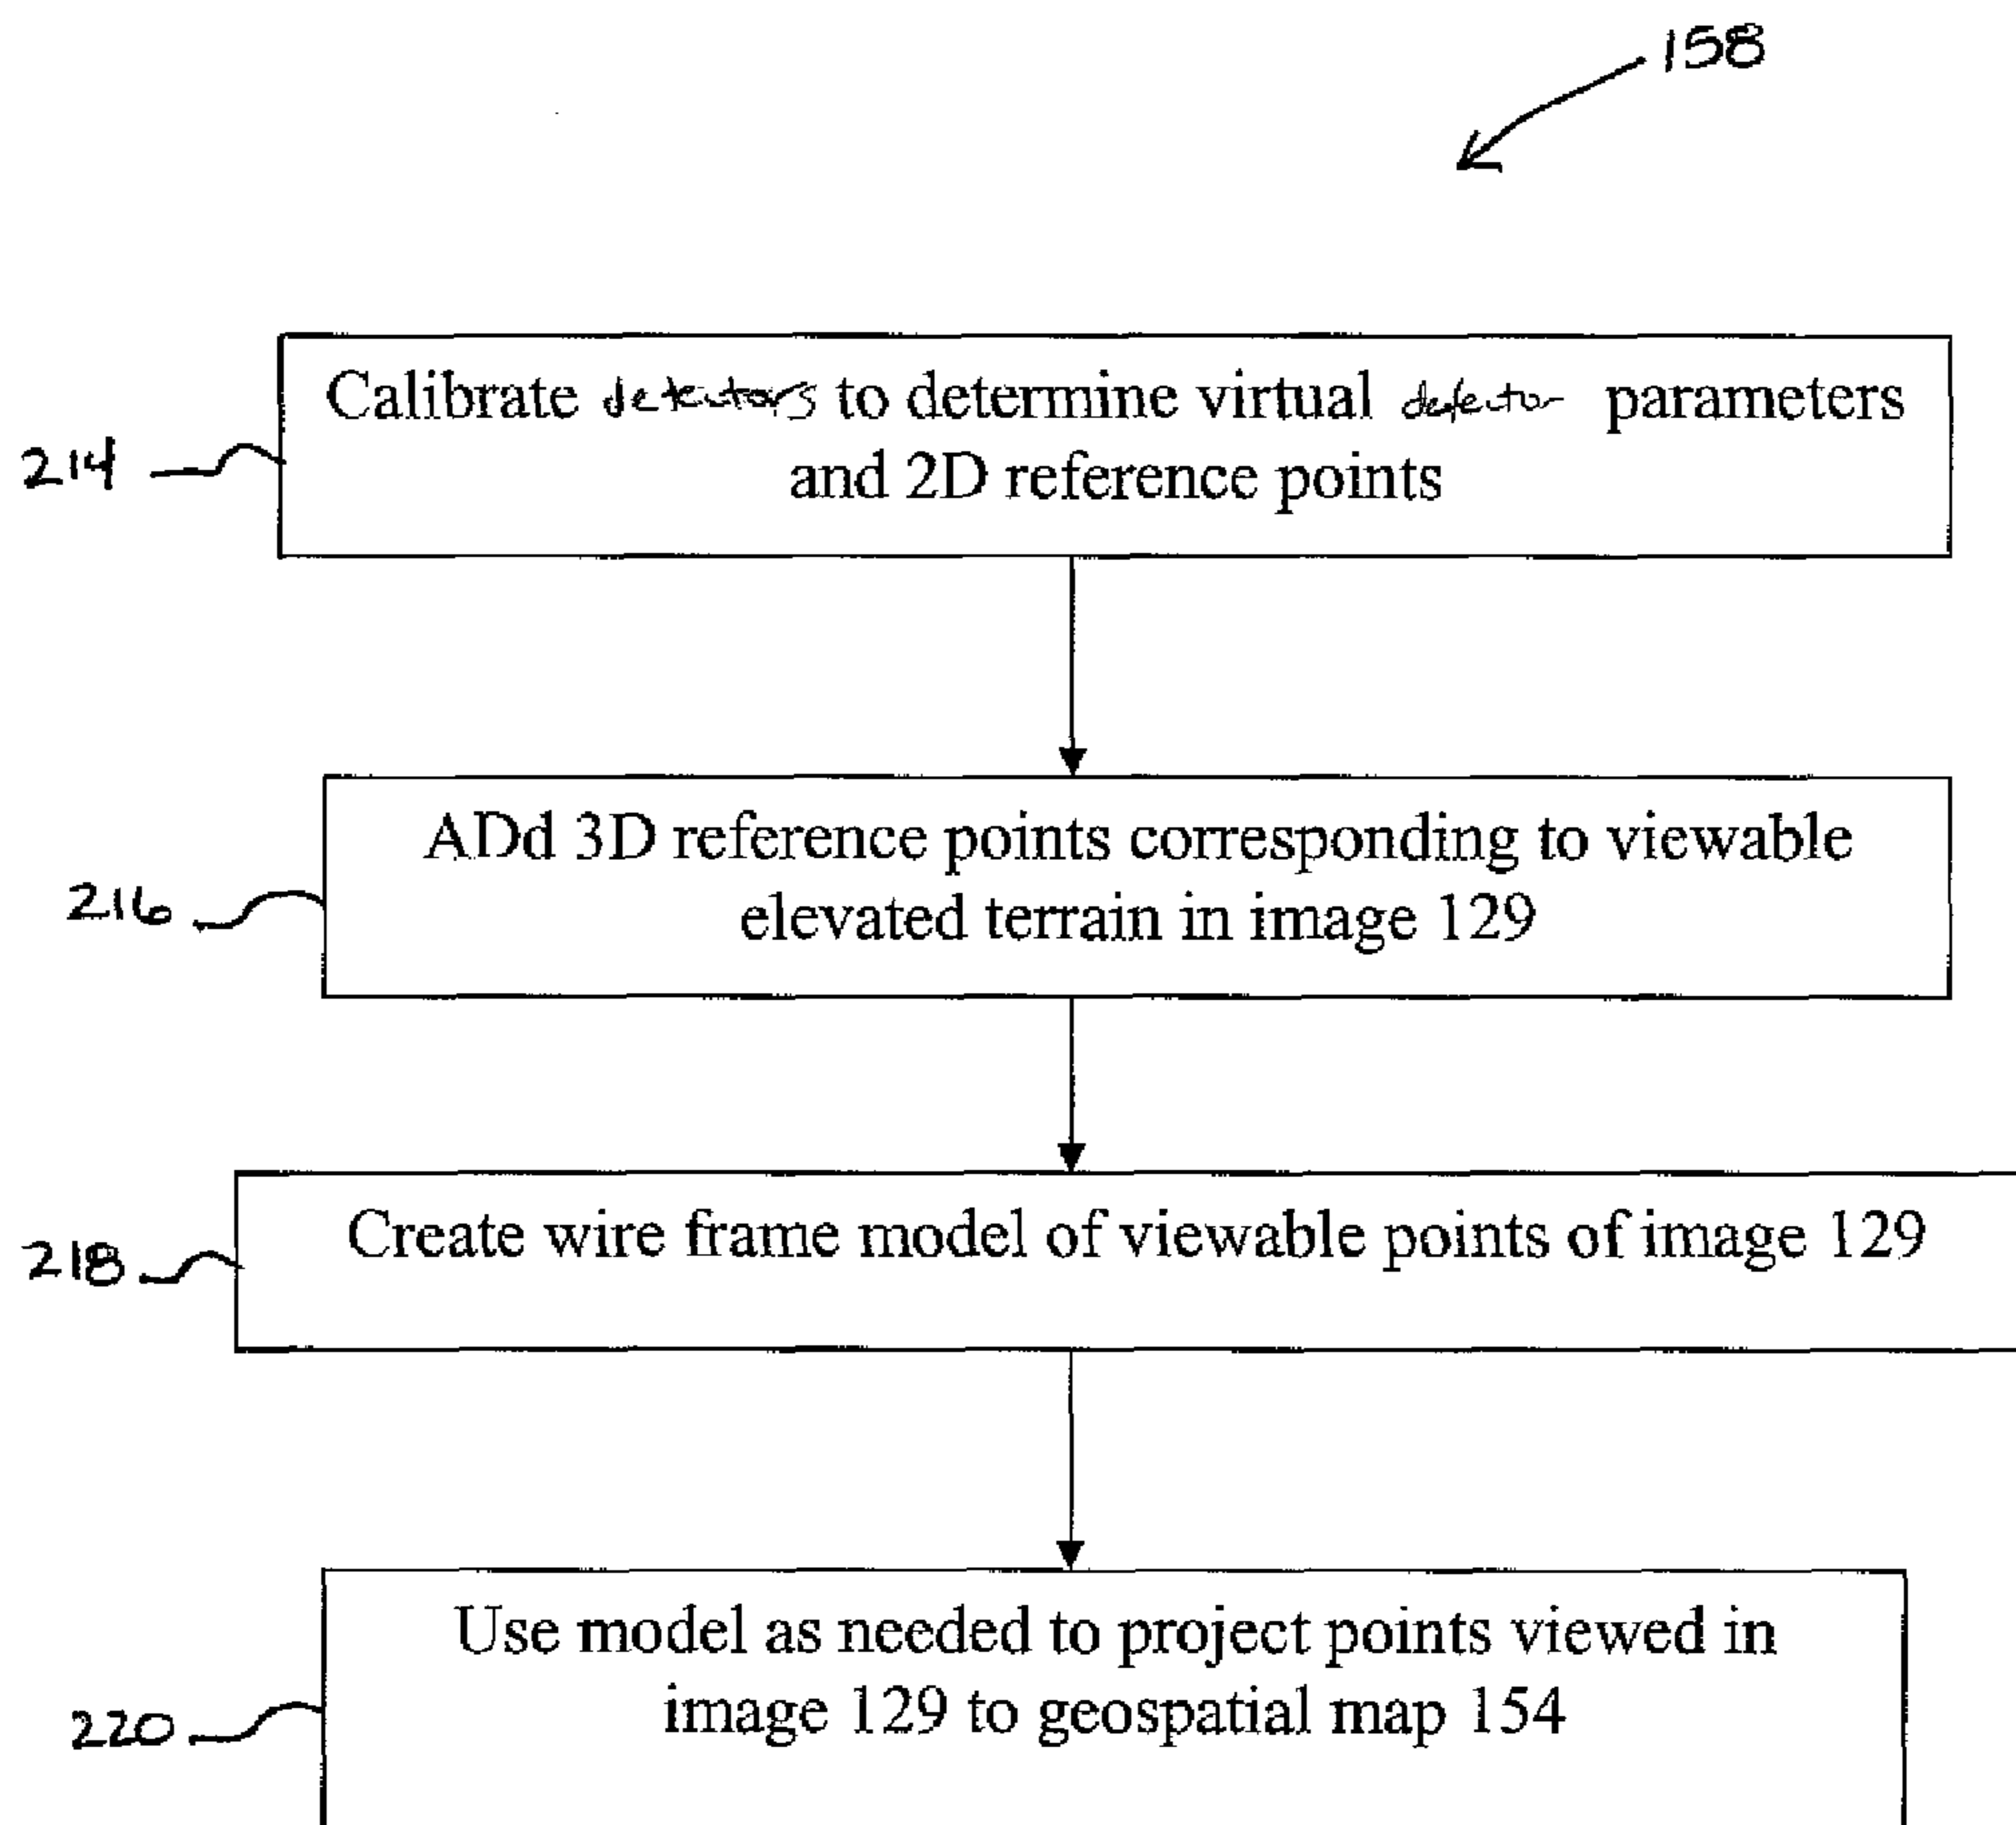 158
Calibrate detectors to determine virtual detector parameters
and 2D reference points
214
ADd 3D reference points corresponding to viewable
elevated terrain in image 129
216
Create wire frame model of viewable points of image 129
218
Use model as needed to project points viewed in
image 129 to geospatial map 154
220